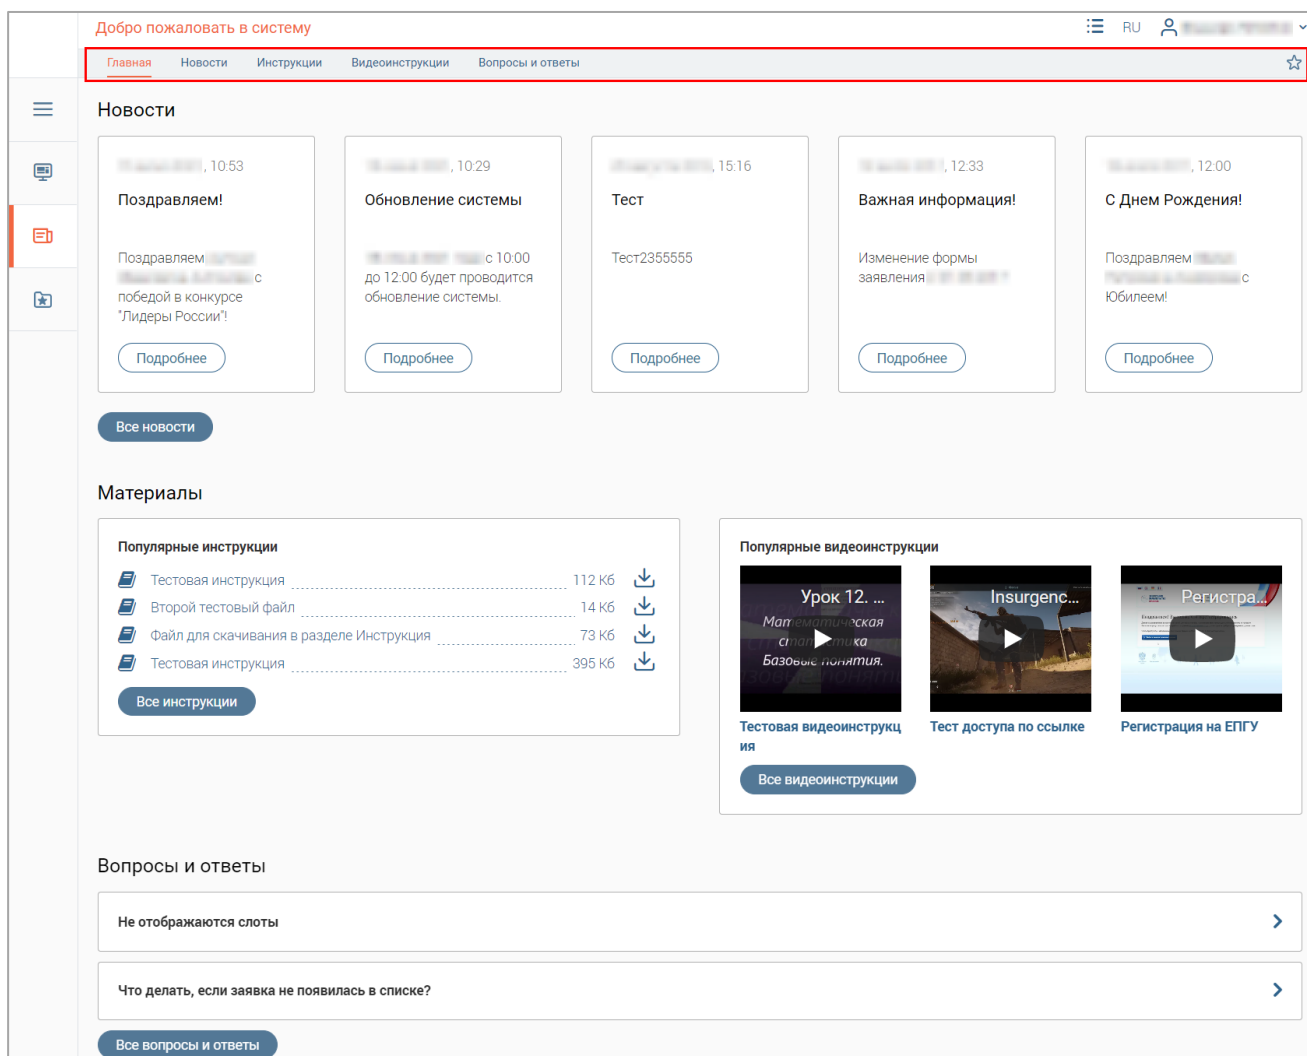 Добро пожаловать в систему
RU
Главная Новости Инструкции Видеоинструкции Вопросы и ответы
Новости
, 10:53
Поздравляем!
Поздравляем
с
победой в конкурсе
"Лидеры России"!
Подробнее
, 10:29
Обновление системы
с 10:00
до 12:00 будет проводится
обновление системы.
Подробнее
, 15:16
Тест
Тест2355555
Подробнее
, 12:33
Важная информация!
Изменение формы
заявления
Подробнее
, 12:00
С Днем Рождения!
Поздравляем
с
Юбилеем!
Подробнее
Все новости
Материалы
Популярные инструкции
Тестовая инструкция 112 Кб
Второй тестовый файл 14 Кб
Файл для скачивания в разделе Инструкция 73 Кб
Тестовая инструкция 395 Кб
Все инструкции
Популярные видеоинструкции
Урок 12. ...
Математическая
статистика
Базовые понятия.
Тестовая видеоинструкц
ия
Insurgenc...
Тест доступа по ссылке
Регистра...
Регистрация на ЕПГУ
Все видеоинструкции
Вопросы и ответы
Не отображаются слоты
Что делать, если заявка не появилась в списке?
Все вопросы и ответы